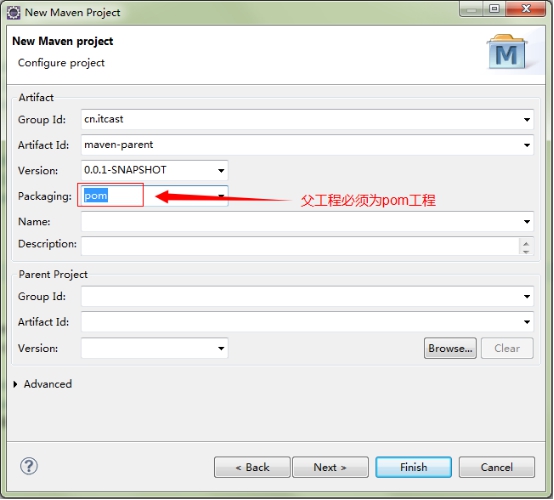 New Maven Project
New Maven project
Configure project
M
Artifact
Group Id: cn.itcast
Artifact Id: maven-parent
Version: 0.0.1-SNAPSHOT
Packaging: pom 父工程必须为pom工程
Name:
Description:
Parent Project
Group Id:
Artifact Id:
Version: Browse... Clear
Advanced
? < Back Next > Finish Cancel